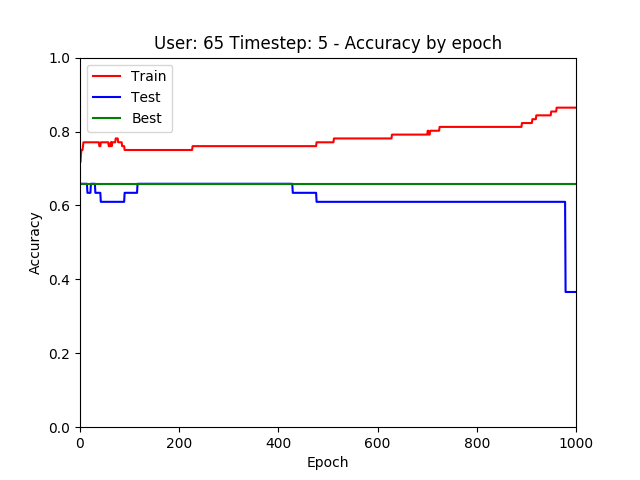 User: 65 Timestep: 5 - Accuracy by epoch
Train
Test
Best
1.0
0.8
0.6
0.4
0.2
0.0
Accuracy
0 200 400 600 800 1000
Epoch